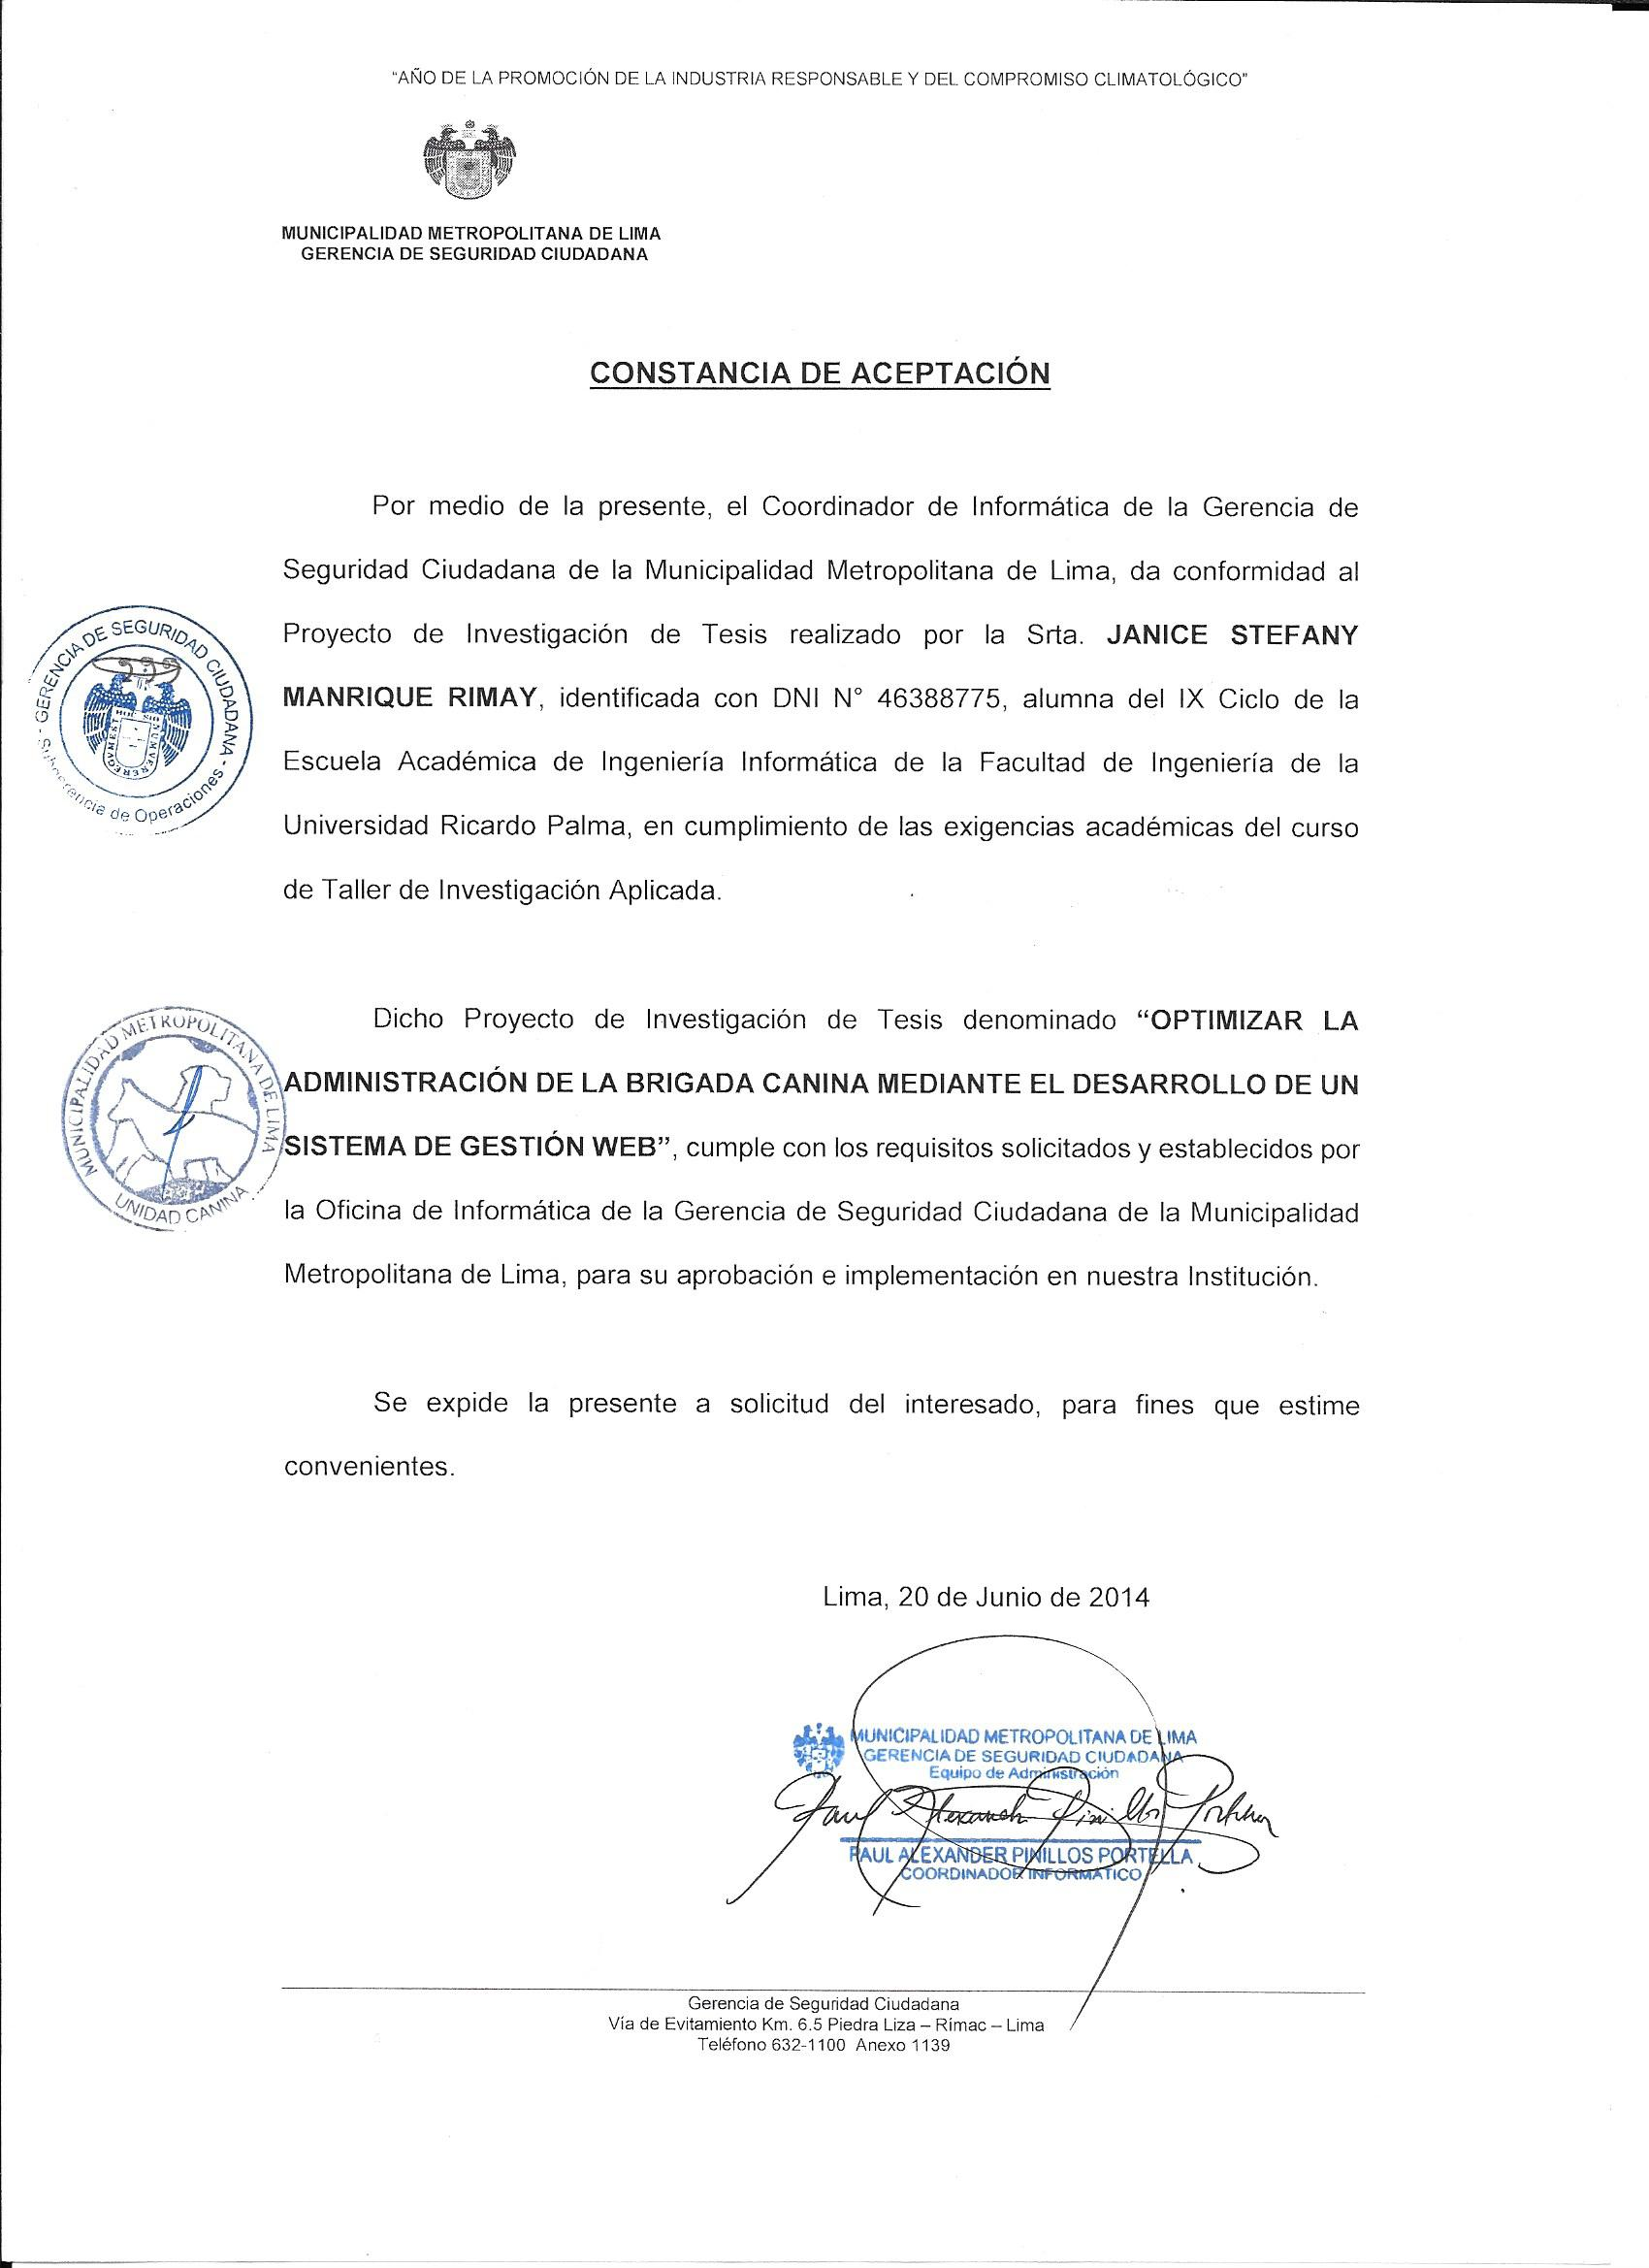 "AÑO DE LA PROMOCIÓN DE LA INDUSTRIA RESPONSABLE Y DEL COMPROMISO CLIMATOLÓGICO"
MUNICIPALIDAD METROPOLITANA DE LIMA
GERENCIA DE SEGURIDAD CIUDADANA
CONSTANCIA DE ACEPTACIÓN
Por medio de la presente, el Coordinador de Informática de la Gerencia de
Seguridad Ciudadana de la Municipalidad Metropolitana de Lima, da conformidad al
Proyecto de Investigación de Tesis realizado por la Srta. JANICE STEFANY
MANRIQUE RIMAY, identificada con DNI N° 46388775, alumna del IX Ciclo de la
Escuela Académica de Ingeniería Informática de la Facultad de Ingeniería de la
Universidad Ricardo Palma, en cumplimiento de las exigencias académicas del curso
de Taller de Investigación Aplicada.
GERENCIA DE SEGURIDAD CIUDADANA -
Subgerencia de Operaciones -
Dicho Proyecto de Investigación de Tesis denominado “OPTIMIZAR LA
ADMINISTRACIÓN DE LA BRIGADA CANINA MEDIANTE EL DESARROLLO DE UN
SISTEMA DE GESTIÓN WEB”, cumple con los requisitos solicitados y establecidos por
la Oficina de Informática de la Gerencia de Seguridad Ciudadana de la Municipalidad
Metropolitana de Lima, para su aprobación e implementación en nuestra Institución.
MUNICIPALIDAD METROPOLITANA DE LIMA
UNIDAD CANINA
Se expide la presente a solicitud del interesado, para fines que estime
convenientes.
Lima, 20 de Junio de 2014
MUNICIPALIDAD METROPOLITANA DE LIMA
GERENCIA DE SEGURIDAD CIUDADANA
Equipo de Administración
PAUL ALEXANDER PINILLOS PORTELLA
COORDINADOR INFORMATICO
Gerencia de Seguridad Ciudadana
Vía de Evitamiento Km. 6.5 Piedra Liza – Rímac – Lima
Teléfono 632-1100 Anexo 1139